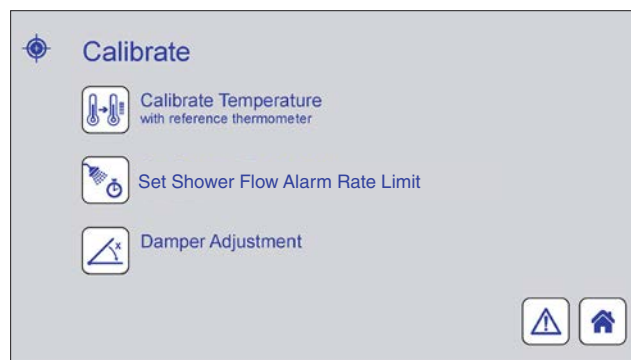 Calibrate
Calibrate Temperature
with reference thermometer
Set Shower Flow Alarm Rate Limit
x
Damper Adjustment